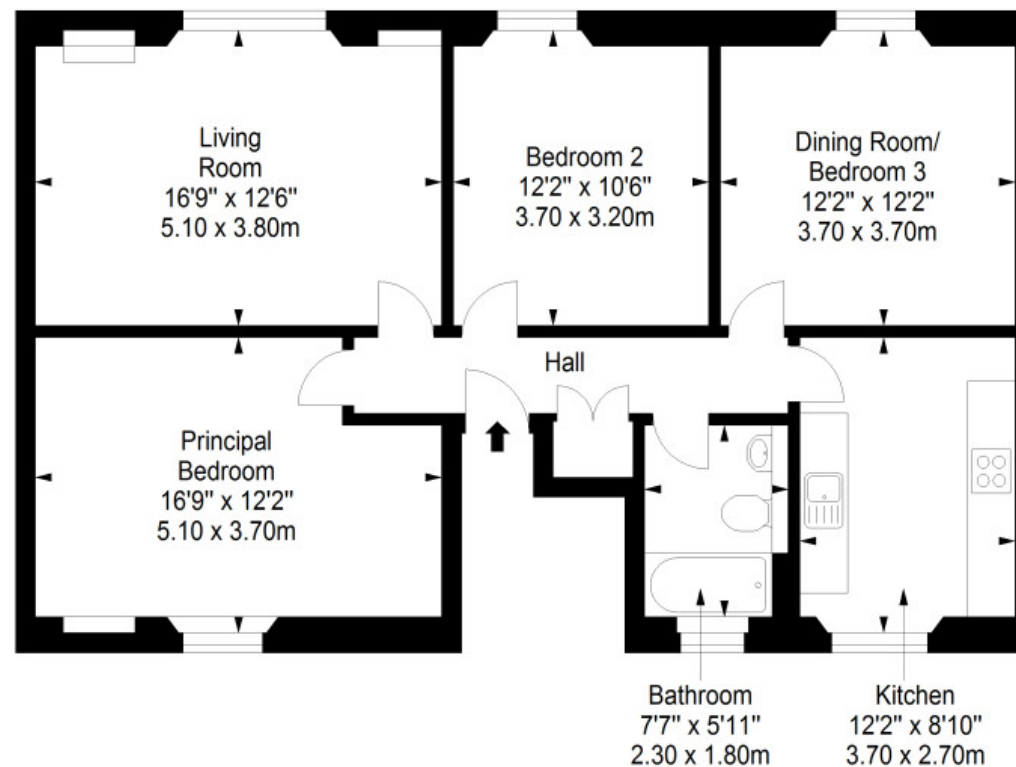 Living
Room
16'9" x 12'6"
5.10 x 3.80m
Bedroom 2
12'2" x 10'6"
3.70 x 3.20m
Dining Room/
Bedroom 3
12'2" x 12'2"
3.70 x 3.70m
Hall
Principal
Bedroom
16'9" x 12'2"
5.10 x 3.70m
Bathroom
7'7" x 5'11"
2.30 x 1.80m
Kitchen
12'2" x 8'10"
3.70 x 2.70m